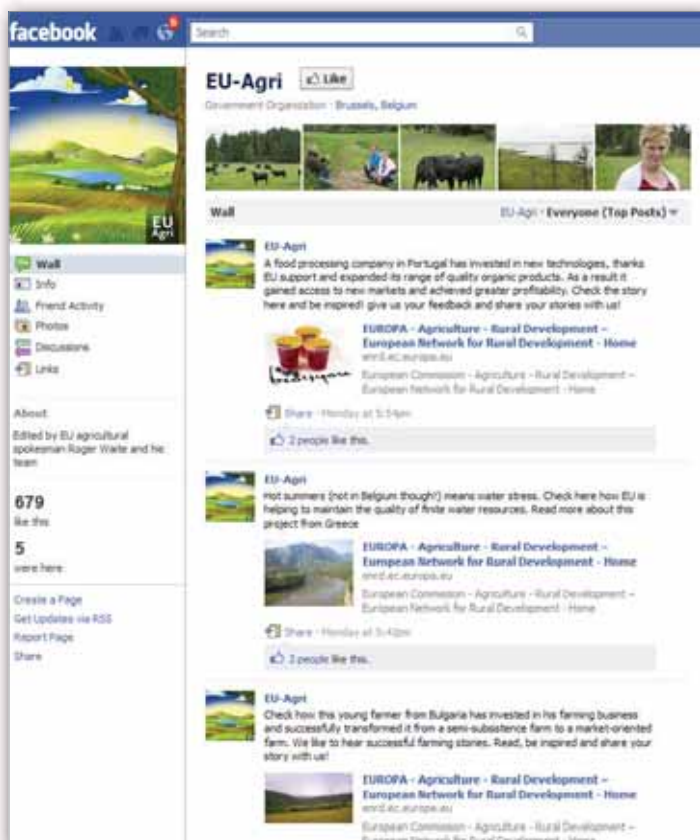 facebook
Search
EU-Agri
Like
Government Organization · Brussels, Belgium
EU
Agri
Wall
EU-Agri · Everyone (Top Posts)
Wall
Info
Friend Activity
Photos
Discussions
Links
About
Edited by EU agricultural
spokesman Roger Waite and his
team
679
like this
5
were here
Create a Page
Get Updates via RSS
Report Page
Share
EU-Agri
A food processing company in Portugal has invested in new technologies, thanks
EU support and expanded its range of quality organic products. As a result it
gained access to new markets and achieved greater profitability. Check the story
here and be inspired! give us your feedback and share your stories with us!
EUROPA - Agriculture - Rural Development –
European Network for Rural Development - Home
enrd.ec.europa.eu
European Commission - Agriculture - Rural Development –
European Network for Rural Development - Home
Share · Monday at 5:54pm
2 people like this.
EU-Agri
Hot summers (not in Belgium though!) means water stress. Check here how EU is
helping to maintain the quality of finite water resources. Read more about this
project from Greece
EUROPA - Agriculture - Rural Development –
European Network for Rural Development - Home
enrd.ec.europa.eu
European Commission - Agriculture - Rural Development –
European Network for Rural Development - Home
Share · Monday at
people like this.
EU-Agri
Check how this young farmer from Bulgaria has invested in his farming business
and successfully transformed it from a semi-subsistence farm to a market-oriented
farm. We like to hear successful farming stories. Read, be inspired and share your
story with us!
EUROPA - Agriculture - Rural Development –
European Network for Rural Development - Home
enrd.ec.europa.eu
European Commission - Agriculture - Rural Development –
European Network for Rural Development - Home